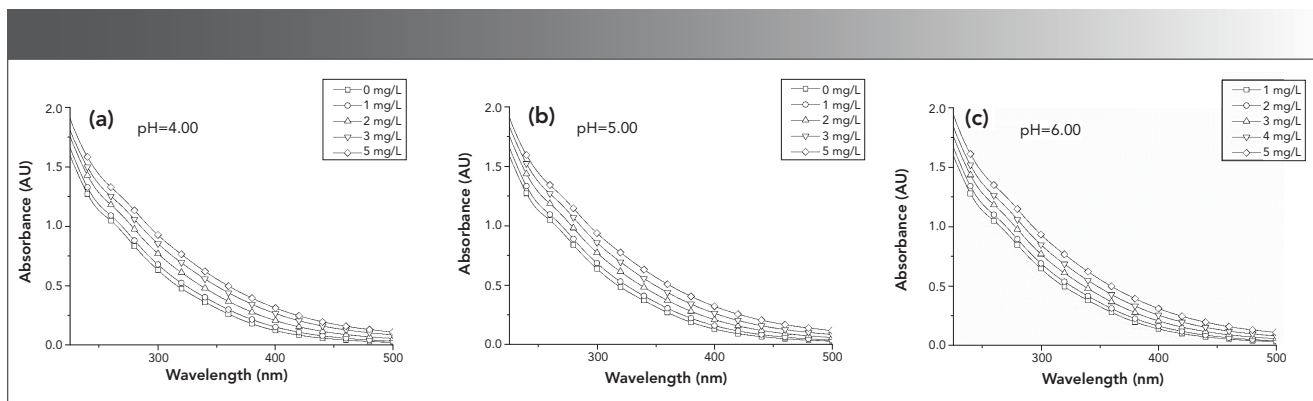 (a)
pH=4.00
0 mg/L
1 mg/L
2 mg/L
3 mg/L
5 mg/L
2.0
1.5
1.0
0.5
0.0
Absorbance (AU)
300
400
500
Wavelength (nm)
(b)
pH=5.00
0 mg/L
1 mg/L
2 mg/L
3 mg/L
5 mg/L
2.0
1.5
1.0
0.5
0.0
Absorbance (AU)
300
400
500
Wavelength (nm)
(c)
pH=6.00
1 mg/L
2 mg/L
3 mg/L
4 mg/L
5 mg/L
2.0
1.5
1.0
0.5
0.0
Absorbance (AU)
300
400
500
Wavelength (nm)